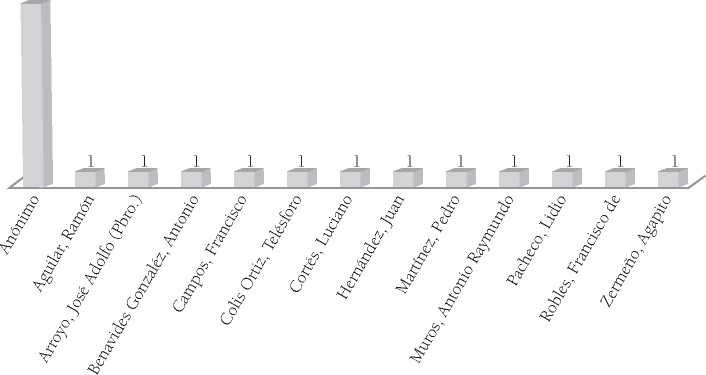 1 1 1 1 1 1 1 1 1 1 1 1
Anónimo
Aguilar, Ramón
Arroyo, José Adolfo (Pbro.)
Benavides González, Antonio
Campos, Francisco
Colis Ortiz, Telésforo
Cortés, Luciano
Hernández, Juan
Martínez, Pedro
Muros, Antonio Raymundo
Pacheco, Lidio
Robles, Francisco de
Zermeño, Agapito